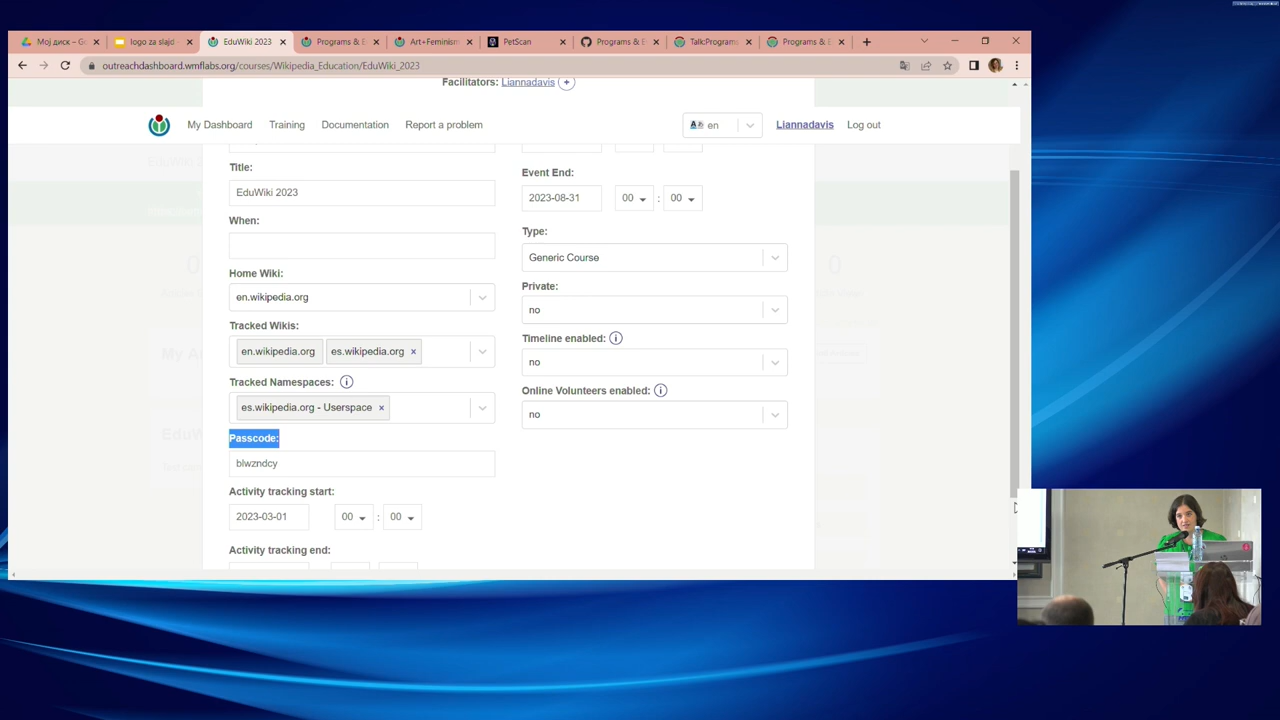 Мој диск – G
logo za slajd
EduWiki 2023
Programs & E
Art+Feminism
PetScan
Programs & E
Talk:Programs
Programs & E
outreachdashboard.wmflabs.org/courses/Wikipedia_Education/EduWiki_2023
Facilitators: Liannadavis +
My Dashboard
Training
Documentation
Report a problem
en
Liannadavis
Log out
Title:
EduWiki 2023
When:
Home Wiki:
en.wikipedia.org
Tracked Wikis:
en.wikipedia.org es.wikipedia.org ×
Tracked Namespaces:
es.wikipedia.org - Userspace ×
Passcode:
blwzndcy
Activity tracking start:
2023-03-01 00 : 00
Activity tracking end:
Event End:
2023-08-31 00 : 00
Type:
Generic Course
Private:
no
Timeline enabled:
no
Online Volunteers enabled:
no